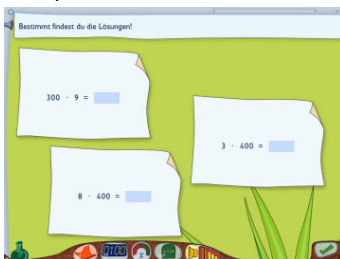 Bestimmt findest du die Lösungen!
300 · 9 =
3 · 400 =
8 · 400 =